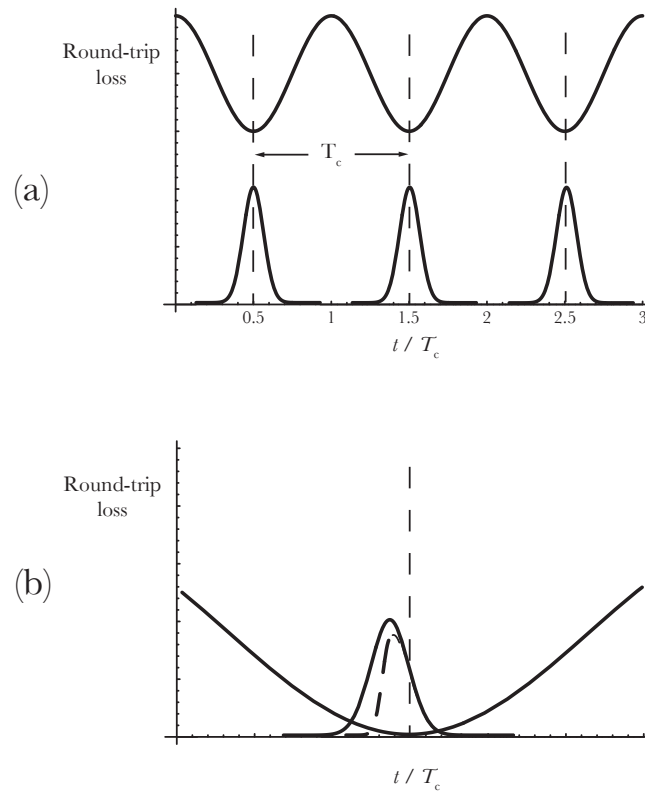 Round-trip
loss
T_c
(a)
0.5 1 1.5 2 2.5 3
t / T_c
Round-trip
loss
(b)
t / T_c